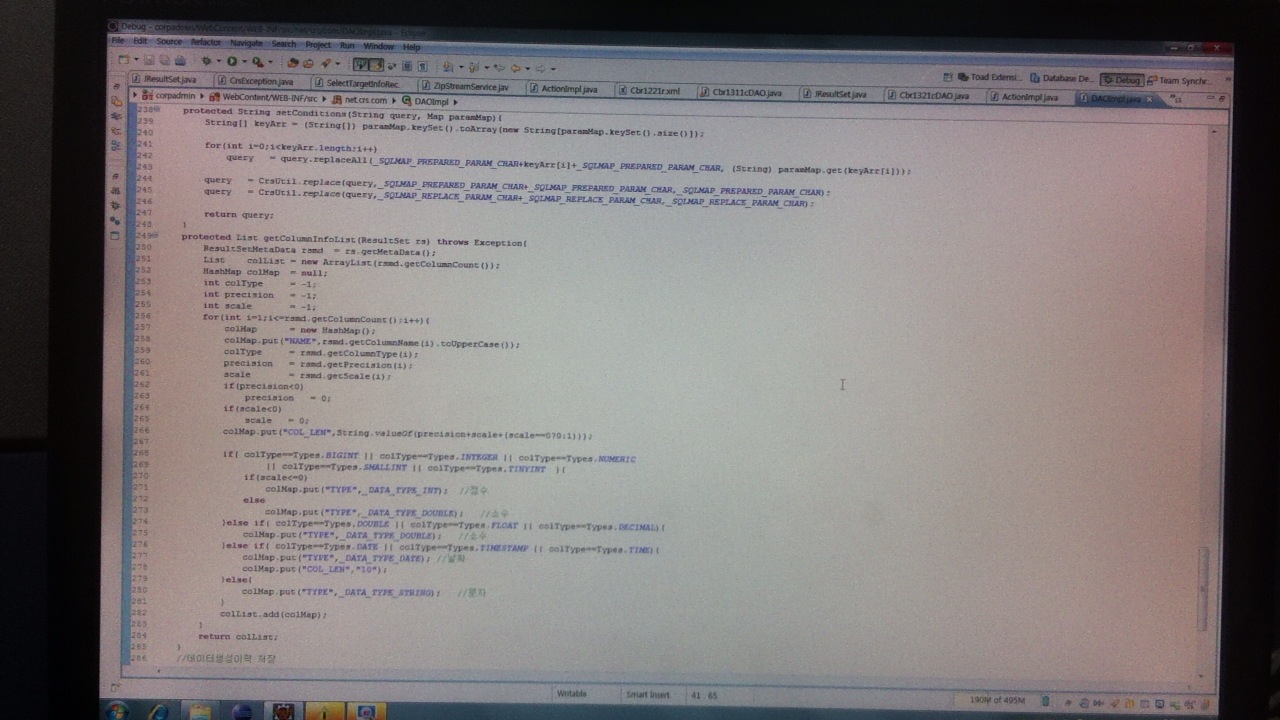 Debug - corpadmin/WebContent/WEB-INF/src/net/crs/com/DAOImpl.java - Eclipse
File Edit Source Refactor Navigate Search Project Run Window Help
Toad Extensi... Database De... Debug Team Synchr...
JResultSet.java CrsException.java SelectTargetInfoRec... ZipStreamService.jav ActionImpl.java Cbr1221r.xml Cbr1311cDAO.java JResultSet.java Cbr1321cDAO.java ActionImpl.java DAOImpl.java
corpadmin WebContent/WEB-INF/src net.crs.com DAOImpl
238 protected String setConditions(String query, Map paramMap){
239 String[] keyArr = (String[]) paramMap.keySet().toArray(new String[paramMap.keySet().size()]);
240
241 for(int i=0;i<keyArr.length;i++)
242 query = query.replaceAll(_SQLMAP_PREPARED_PARAM_CHAR+keyArr[i]+_SQLMAP_PREPARED_PARAM_CHAR, (String) paramMap.get(keyArr[i]));
243
244 query = CrsUtil.replace(query,_SQLMAP_PREPARED_PARAM_CHAR+_SQLMAP_PREPARED_PARAM_CHAR,_SQLMAP_PREPARED_PARAM_CHAR);
245 query = CrsUtil.replace(query,_SQLMAP_REPLACE_PARAM_CHAR+_SQLMAP_REPLACE_PARAM_CHAR,_SQLMAP_REPLACE_PARAM_CHAR);
246
247 return query;
248 }
249 protected List getColumnInfoList(ResultSet rs) throws Exception{
250 ResultSetMetaData rsmd = rs.getMetaData();
251 List colList = new ArrayList(rsmd.getColumnCount());
252 HashMap colMap = null;
253 int colType = -1;
254 int precision = -1;
255 int scale = -1;
256 for(int i=1;i<=rsmd.getColumnCount();i++){
257 colMap = new HashMap();
258 colMap.put("NAME",rsmd.getColumnName(i).toUpperCase());
259 colType = rsmd.getColumnType(i);
260 precision = rsmd.getPrecision(i);
261 scale = rsmd.getScale(i);
262 if(precision<0)
263 precision = 0;
264 if(scale<0)
265 scale = 0;
266 colMap.put("COL_LEN",String.valueOf(precision+scale+(scale==0?0:1)));
267
268 if( colType==Types.BIGINT || colType==Types.INTEGER || colType==Types.NUMERIC
269 || colType==Types.SMALLINT || colType==Types.TINYINT ){
270 if(scale<=0)
271 colMap.put("TYPE",_DATA_TYPE_INT); //정수
272 else
273 colMap.put("TYPE",_DATA_TYPE_DOUBLE); //소수
274 }else if( colType==Types.DOUBLE || colType==Types.FLOAT || colType==Types.DECIMAL){
275 colMap.put("TYPE",_DATA_TYPE_DOUBLE); //소수
276 }else if( colType==Types.DATE || colType==Types.TIMESTAMP || colType==Types.TIME){
277 colMap.put("TYPE",_DATA_TYPE_DATE); //날짜
278 colMap.put("COL_LEN","10");
279 }else{
280 colMap.put("TYPE",_DATA_TYPE_STRING); //문자
281 }
282 colList.add(colMap);
283 }
284 return colList;
285 }
286 //데이터생성이력 저장
Writable Smart Insert 41 : 65 190M of 495M